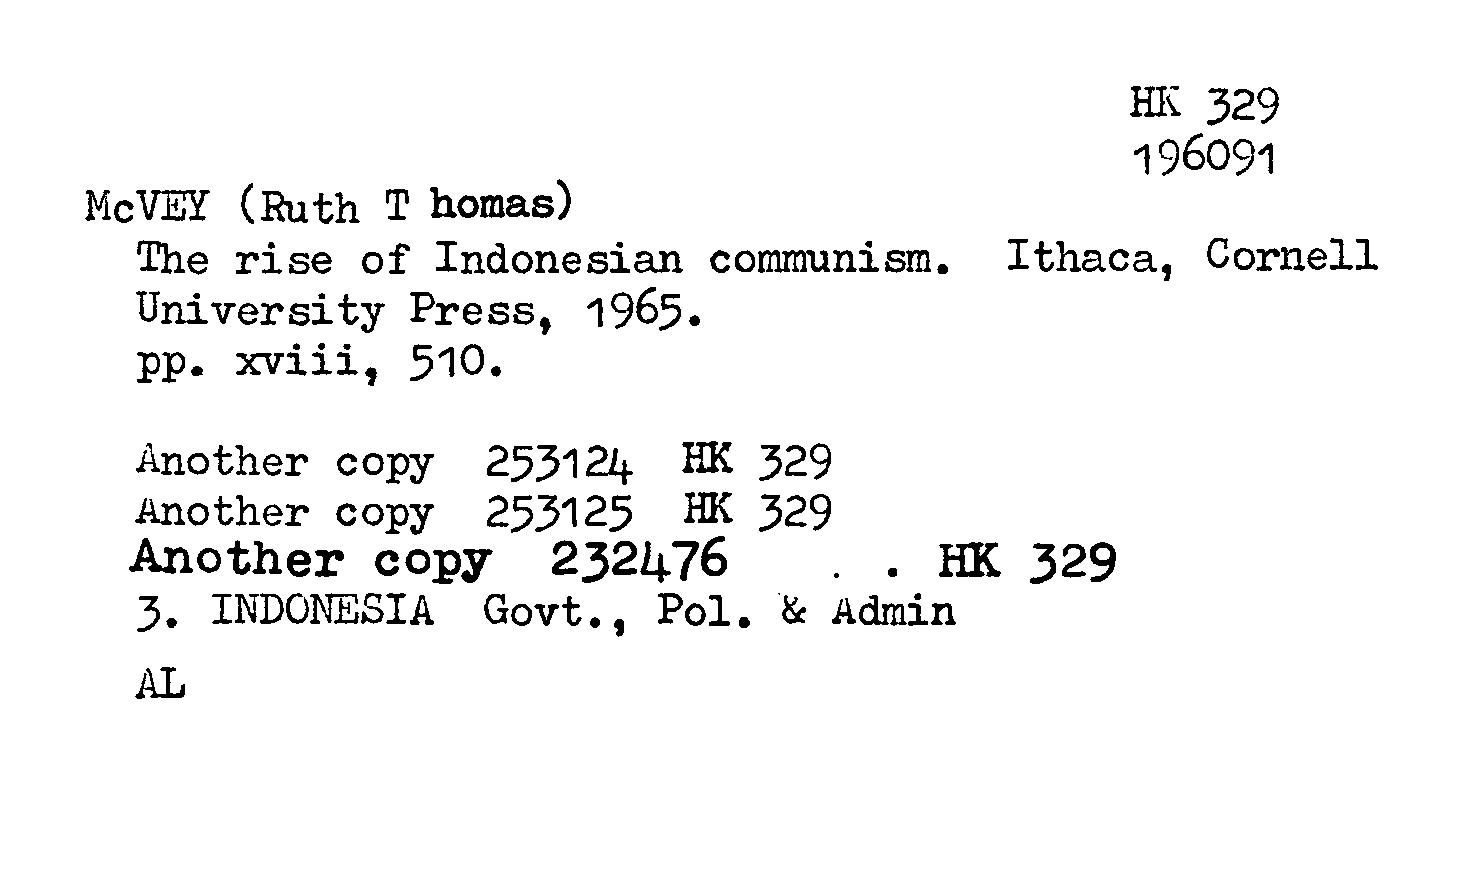 HK 329
196091
McVEY (Ruth T homas)
The rise of Indonesian communism. Ithaca, Cornell
University Press, 1965.
pp. xviii, 510.
Another copy 253124 HK 329
Another copy 253125 HK 329
Another copy 232476 . . HK 329
3. INDONESIA Govt., Pol. & Admin
AL